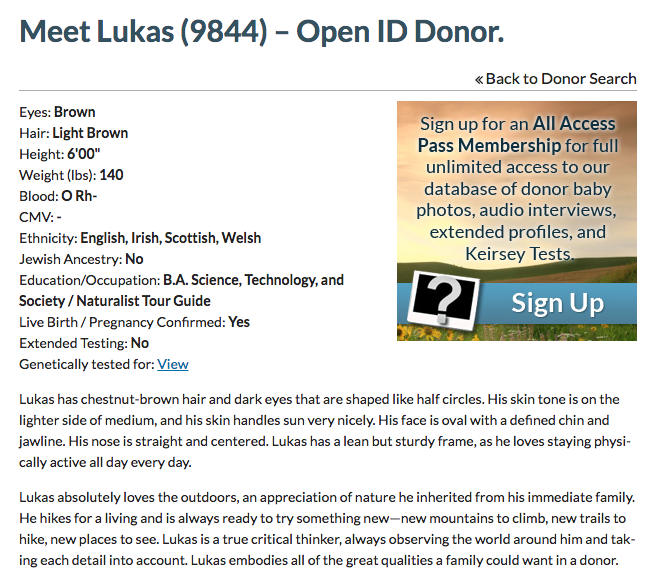 Meet Lukas (9844) – Open ID Donor.
« Back to Donor Search
Eyes: Brown
Hair: Light Brown
Height: 6'00"
Weight (lbs): 140
Blood: O Rh-
CMV: -
Ethnicity: English, Irish, Scottish, Welsh
Jewish Ancestry: No
Education/Occupation: B.A. Science, Technology, and
Society / Naturalist Tour Guide
Live Birth / Pregnancy Confirmed: Yes
Extended Testing: No
Genetically tested for: View
Sign up for an All Access
Pass Membership for full
unlimited access to our
database of donor baby
photos, audio interviews,
extended profiles, and
Keirsey Tests.
?
Sign Up
Lukas has chestnut-brown hair and dark eyes that are shaped like half circles. His skin tone is on the
lighter side of medium, and his skin handles sun very nicely. His face is oval with a defined chin and
jawline. His nose is straight and centered. Lukas has a lean but sturdy frame, as he loves staying physi-
cally active all day every day.
Lukas absolutely loves the outdoors, an appreciation of nature he inherited from his immediate family.
He hikes for a living and is always ready to try something new—new mountains to climb, new trails to
hike, new places to see. Lukas is a true critical thinker, always observing the world around him and tak-
ing each detail into account. Lukas embodies all of the great qualities a family could want in a donor.